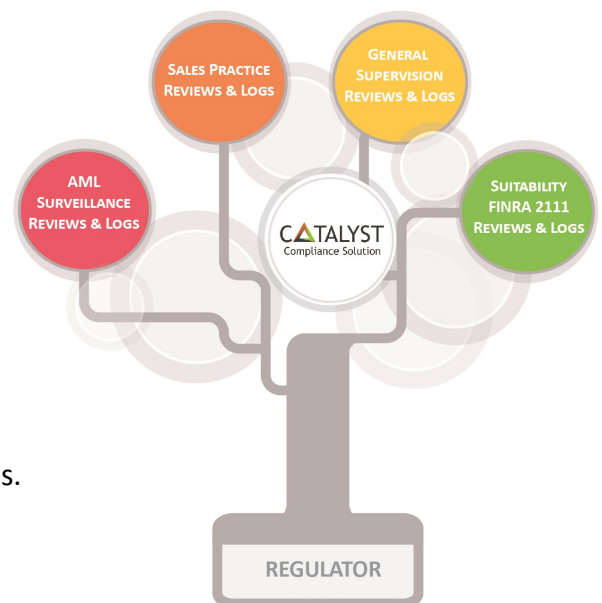 SALES PRACTICE
REVIEWS & LOGS
GENERAL
SUPERVISION
REVIEWS & LOGS
AML
SURVEILLANCE
REVIEWS & LOGS
SUITABILITY
FINRA 2111
REVIEWS & LOGS
CATALYST
Compliance Solution
s.
REGULATOR